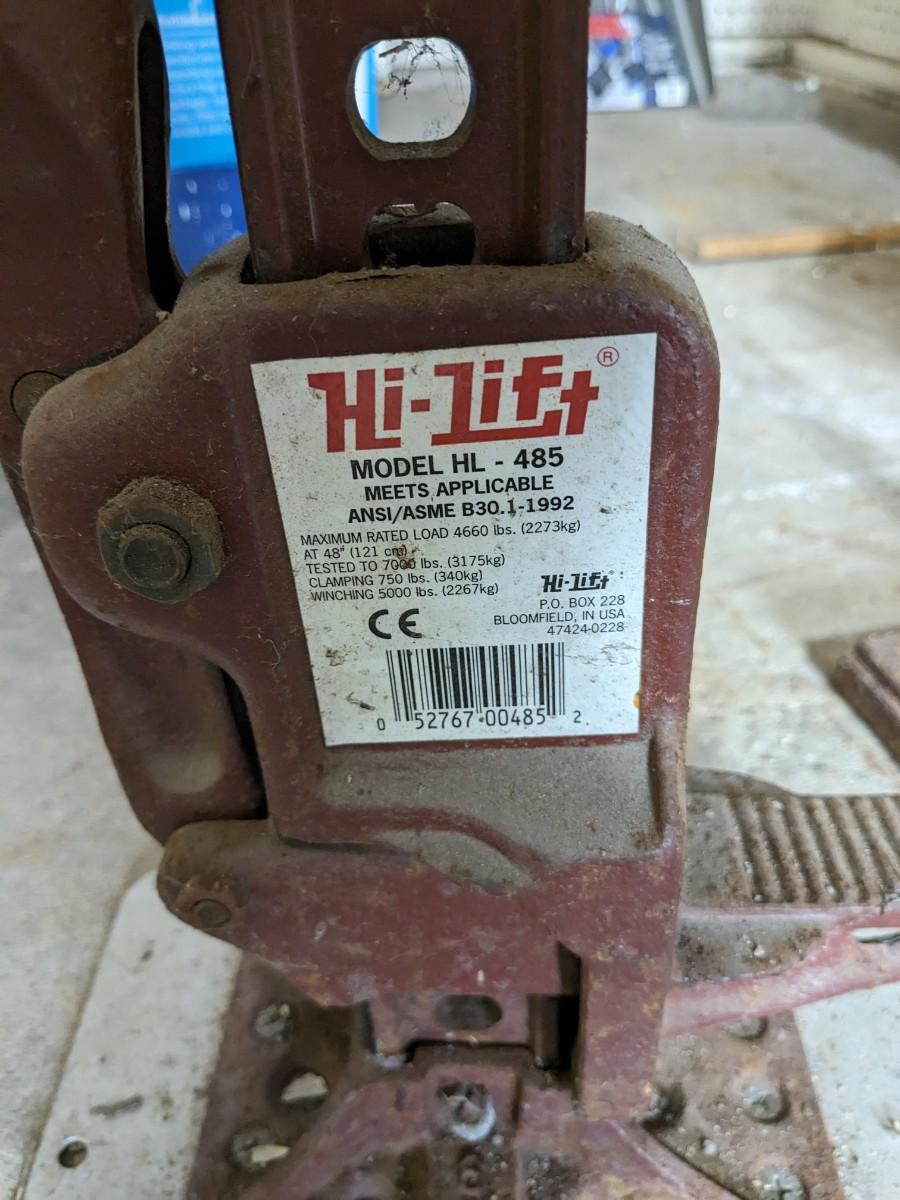 Hi-Lift®
MODEL HL - 485
MEETS APPLICABLE
ANSI/ASME B30.1-1992
MAXIMUM RATED LOAD 4660 lbs. (2273kg)
AT 48" (121 cm)
TESTED TO 7000 lbs. (3175kg)
CLAMPING 750 lbs. (340kg)
WINCHING 5000 lbs. (2267kg)
Hi-Lift®
P.O. BOX 228
BLOOMFIELD, IN USA
47424-0228
CE
0 52767-00485 2